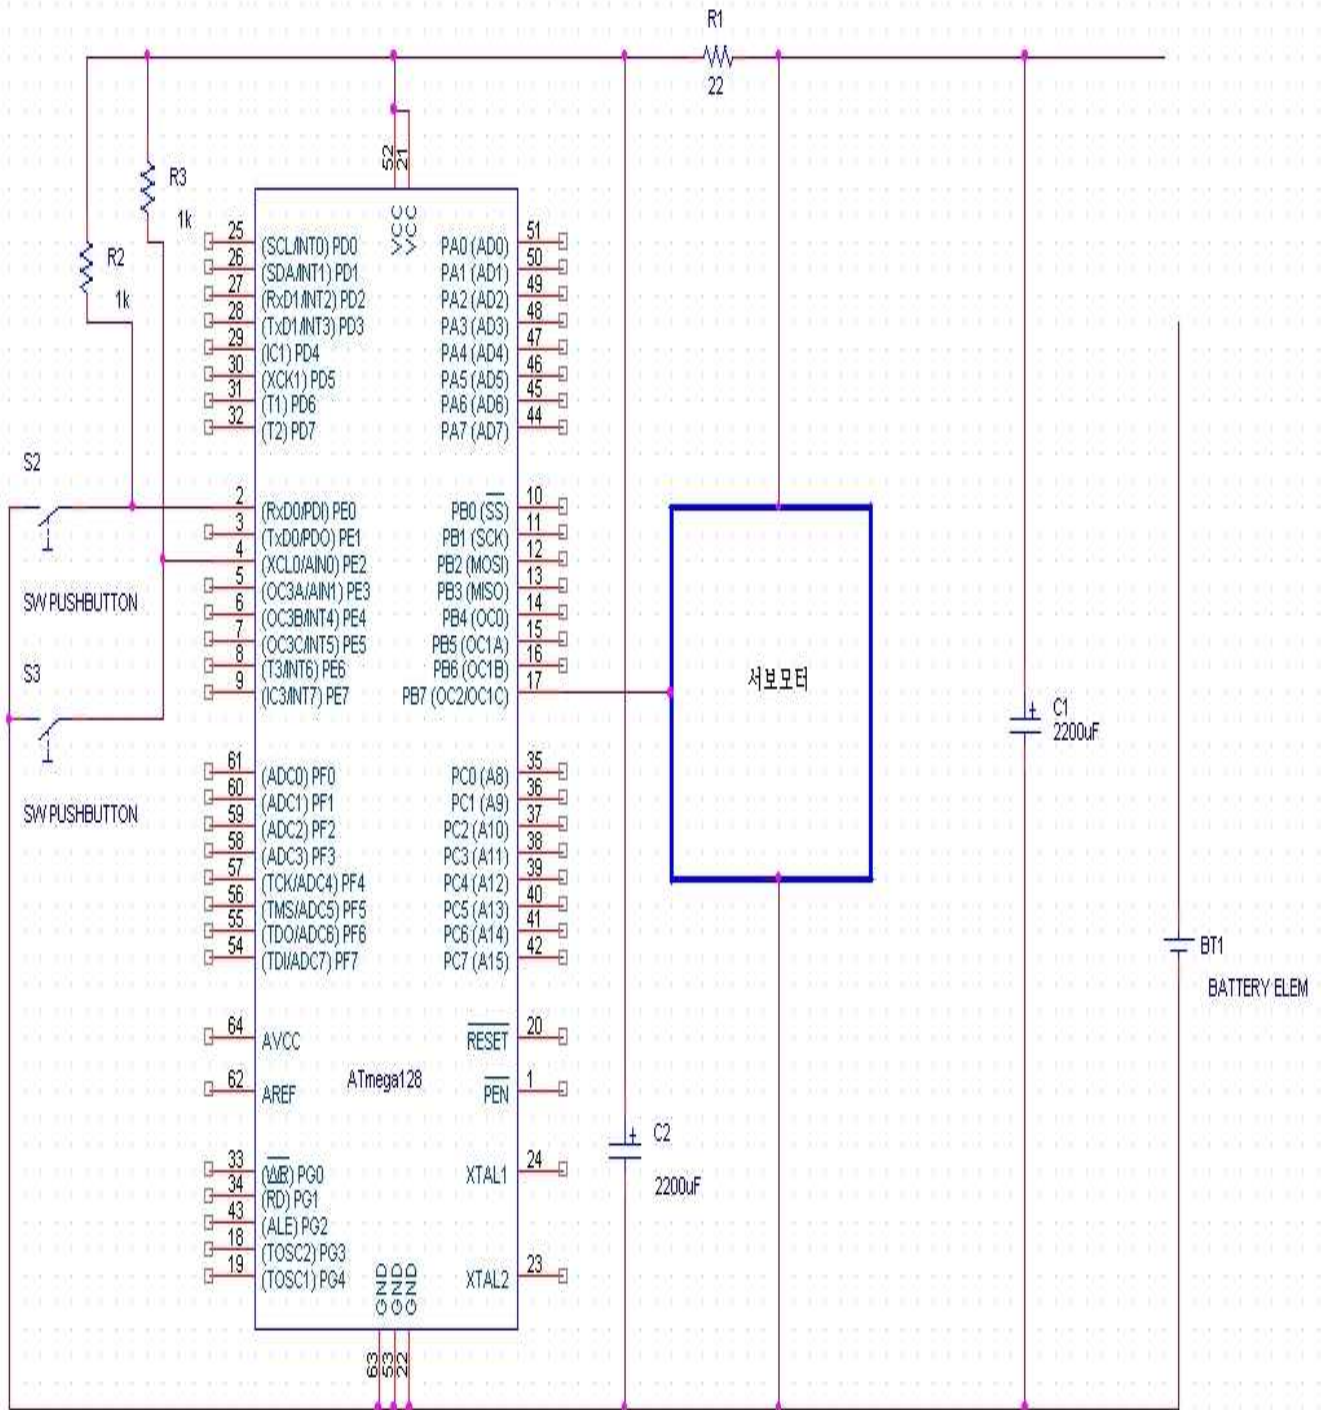 R1
22
R3
1k
R2
1k
52
21
VCC
VCC
25 (SCL/INT0) PD0
26 (SDA/INT1) PD1
27 (RxD1/INT2) PD2
28 (TxD1/INT3) PD3
29 (IC1) PD4
30 (XCK1) PD5
31 (T1) PD6
32 (T2) PD7
PA0 (AD0) 51
PA1 (AD1) 50
PA2 (AD2) 49
PA3 (AD3) 48
PA4 (AD4) 47
PA5 (AD5) 46
PA6 (AD6) 45
PA7 (AD7) 44
S2
SW PUSHBUTTON
S3
SW PUSHBUTTON
2 (RxD0/PDI) PE0
3 (TxD0/PDO) PE1
4 (XCL0/AIN0) PE2
5 (OC3A/AIN1) PE3
6 (OC3B/INT4) PE4
7 (OC3C/INT5) PE5
8 (T3/INT6) PE6
9 (IC3/INT7) PE7
PB0 (SS) 10
PB1 (SCK) 11
PB2 (MOSI) 12
PB3 (MISO) 13
PB4 (OC0) 14
PB5 (OC1A) 15
PB6 (OC1B) 16
PB7 (OC2/OC1C) 17
서보모터
C1
2200uF
61 (ADC0) PF0
60 (ADC1) PF1
59 (ADC2) PF2
58 (ADC3) PF3
57 (TCK/ADC4) PF4
56 (TMS/ADC5) PF5
55 (TDO/ADC6) PF6
54 (TDI/ADC7) PF7
PC0 (A8) 35
PC1 (A9) 36
PC2 (A10) 37
PC3 (A11) 38
PC4 (A12) 39
PC5 (A13) 40
PC6 (A14) 41
PC7 (A15) 42
BT1
BATTERY ELEM
64 AVCC
RESET 20
62 AREF
ATmega128
PEN 1
C2
2200uF
33 (WR) PG0
34 (RD) PG1
43 (ALE) PG2
18 (TOSC2) PG3
19 (TOSC1) PG4
XTAL1 24
XTAL2 23
GND
GND
GND
63
53
22